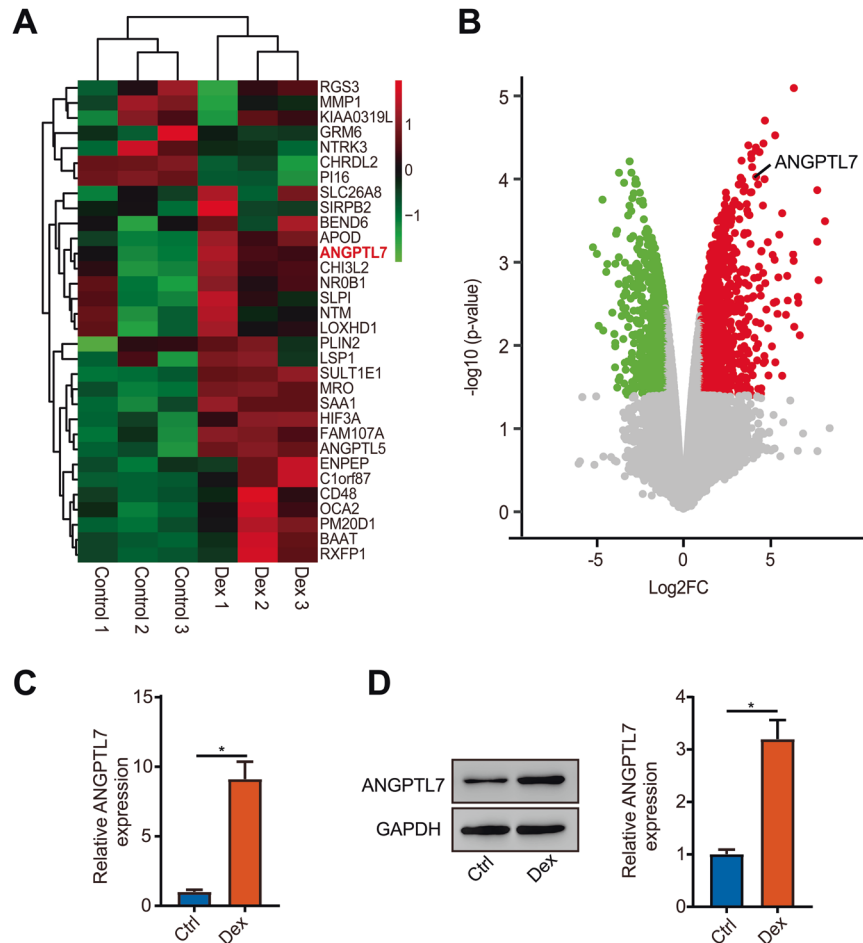 A
RGS3
MMP1
KIAA0319L
GRM6
NTRK3
CHRDL2
PI16
SLC26A8
SIRPB2
BEND6
APOD
ANGPTL7
CHI3L2
NR0B1
SLPI
NTM
LOXHD1
PLIN2
LSP1
SULT1E1
MRO
SAA1
HIF3A
FAM107A
ANGPTL5
ENPEP
C1orf87
CD48
OCA2
PM20D1
BAAT
RXFP1
1
0
−1
Control 1
Control 2
Control 3
Dex 1
Dex 2
Dex 3
B
5
4
3
2
1
0
-log10 (p-value)
ANGPTL7
-5
0
5
Log2FC
C
Relative ANGPTL7
expression
15
10
5
0
*
Ctrl
Dex
D
ANGPTL7
GAPDH
Ctrl
Dex
Relative ANGPTL7
expression
4
3
2
1
0
*
Ctrl
Dex